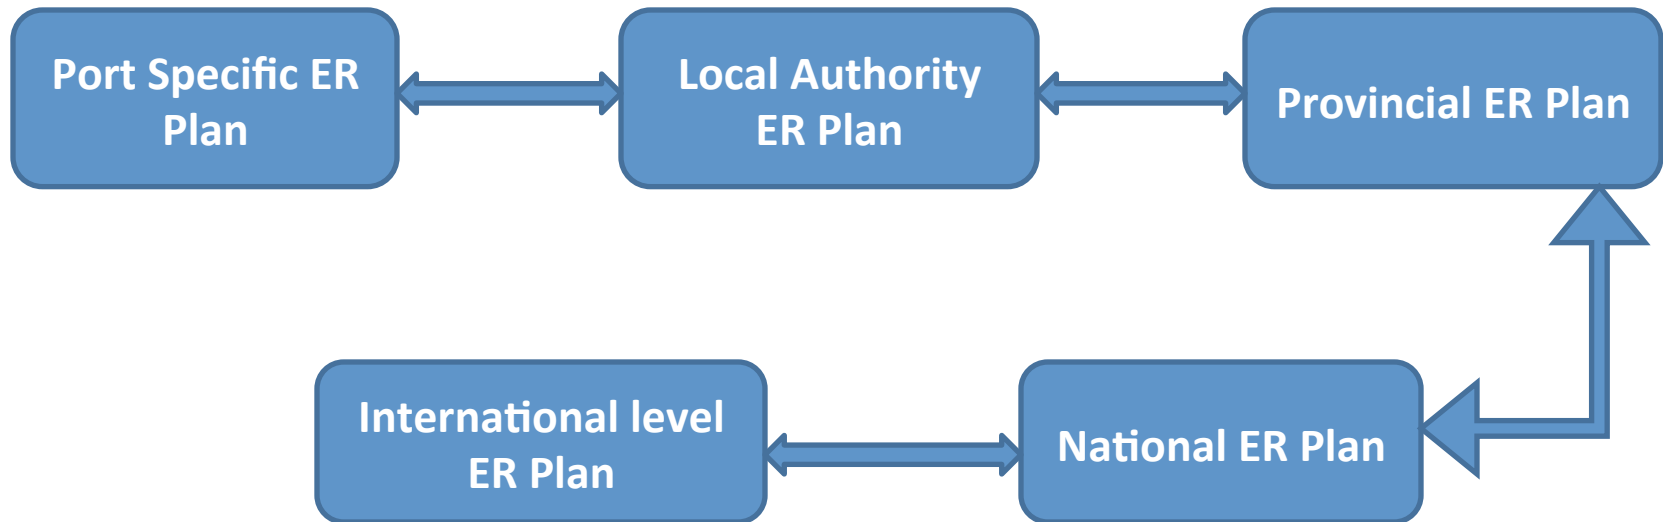 Port Specific ER
Plan
Local Authority
ER Plan
Provincial ER Plan
International level
ER Plan
National ER Plan